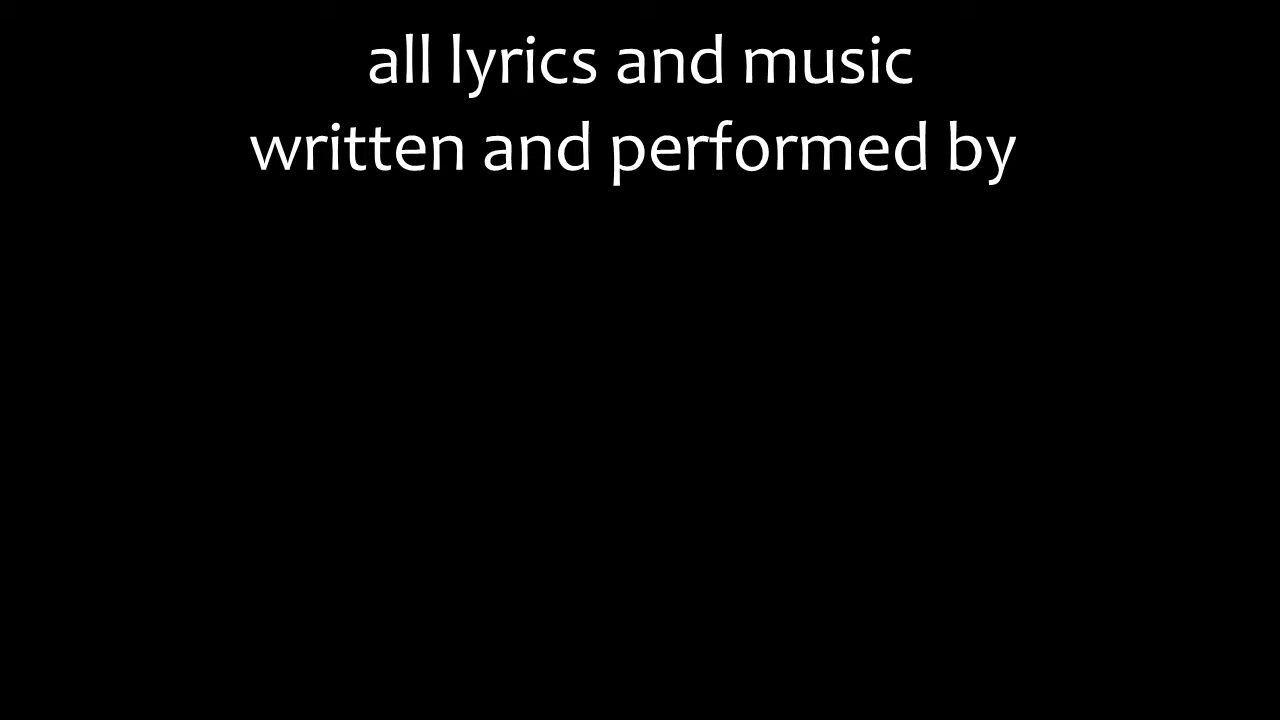 all lyrics and music
written and performed by